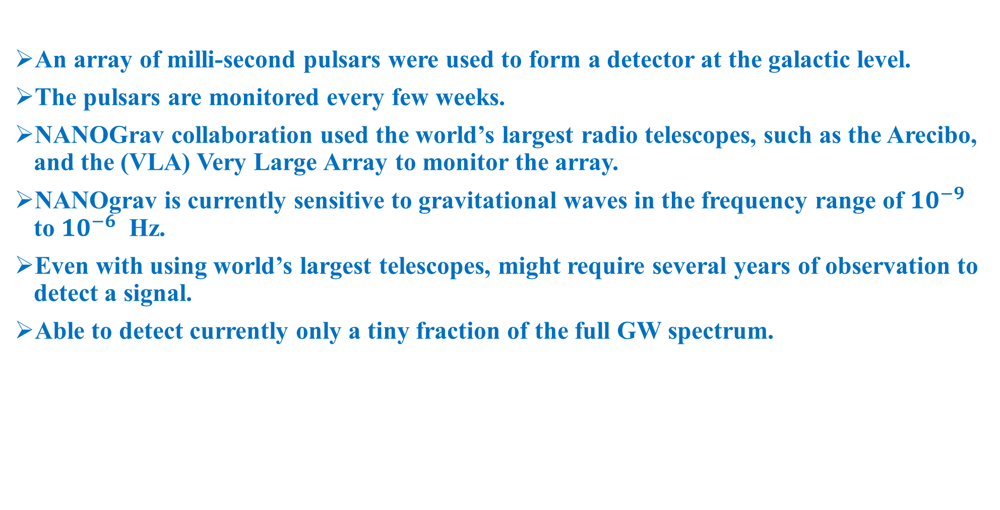 ➢An array of milli-second pulsars were used to form a detector at the galactic level.
➢The pulsars are monitored every few weeks.
➢NANOGrav collaboration used the world’s largest radio telescopes, such as the Arecibo,
and the (VLA) Very Large Array to monitor the array.
➢NANOgrav is currently sensitive to gravitational waves in the frequency range of 10⁻⁹
to 10⁻⁶ Hz.
➢Even with using world’s largest telescopes, might require several years of observation to
detect a signal.
➢Able to detect currently only a tiny fraction of the full GW spectrum.